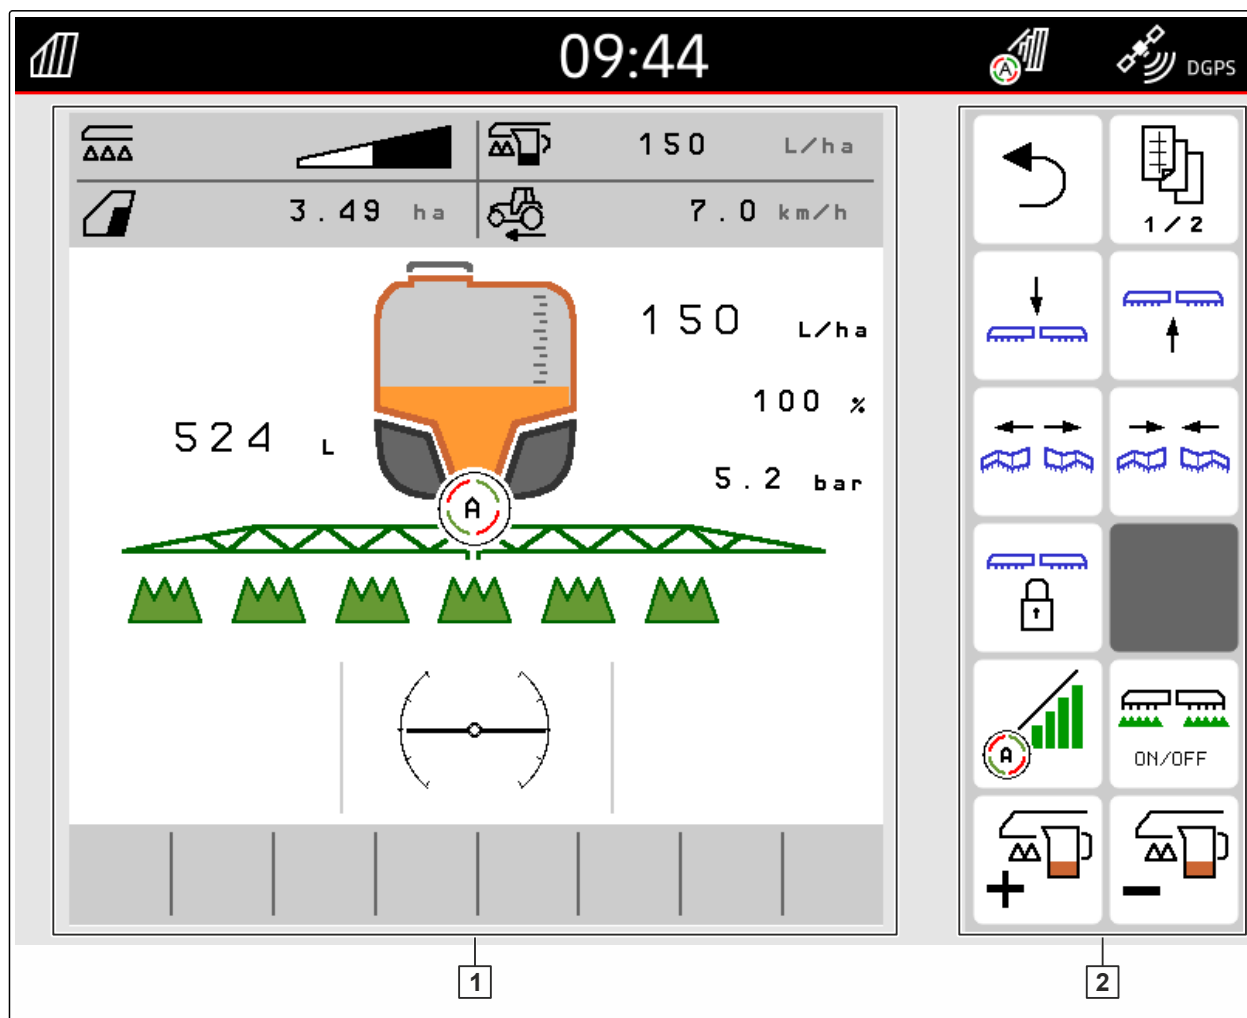 09:44
A
DGPS
150 L/ha
3.49 ha
7.0 km/h
150 L/ha
100 %
524 L
5.2 bar
A
1/2
A
ON/OFF
1
2